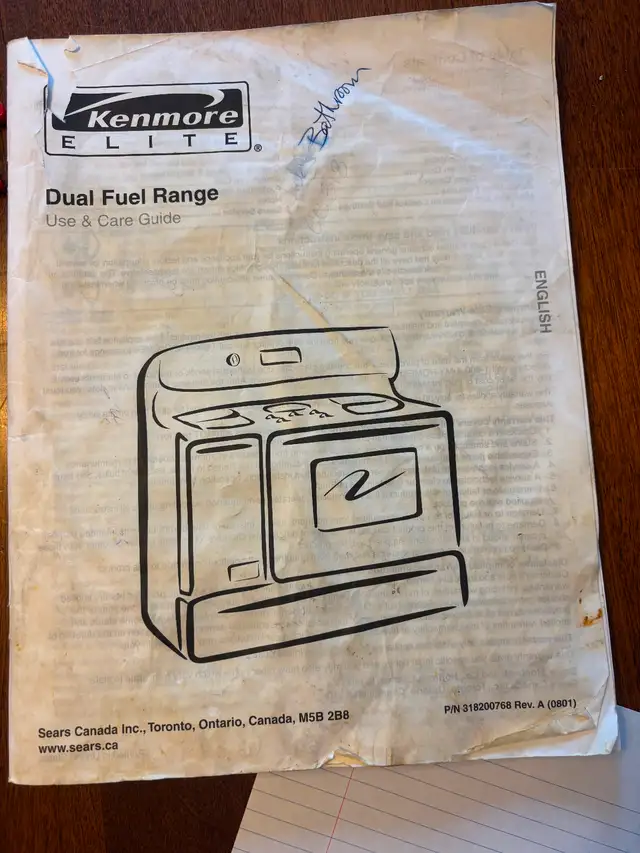 Kenmore
ELITE®
Bathroom
Dual Fuel Range
Use & Care Guide
ENGLISH
Sears Canada Inc., Toronto, Ontario, Canada, M5B 2B8
www.sears.ca
P/N 318200768 Rev. A (0801)